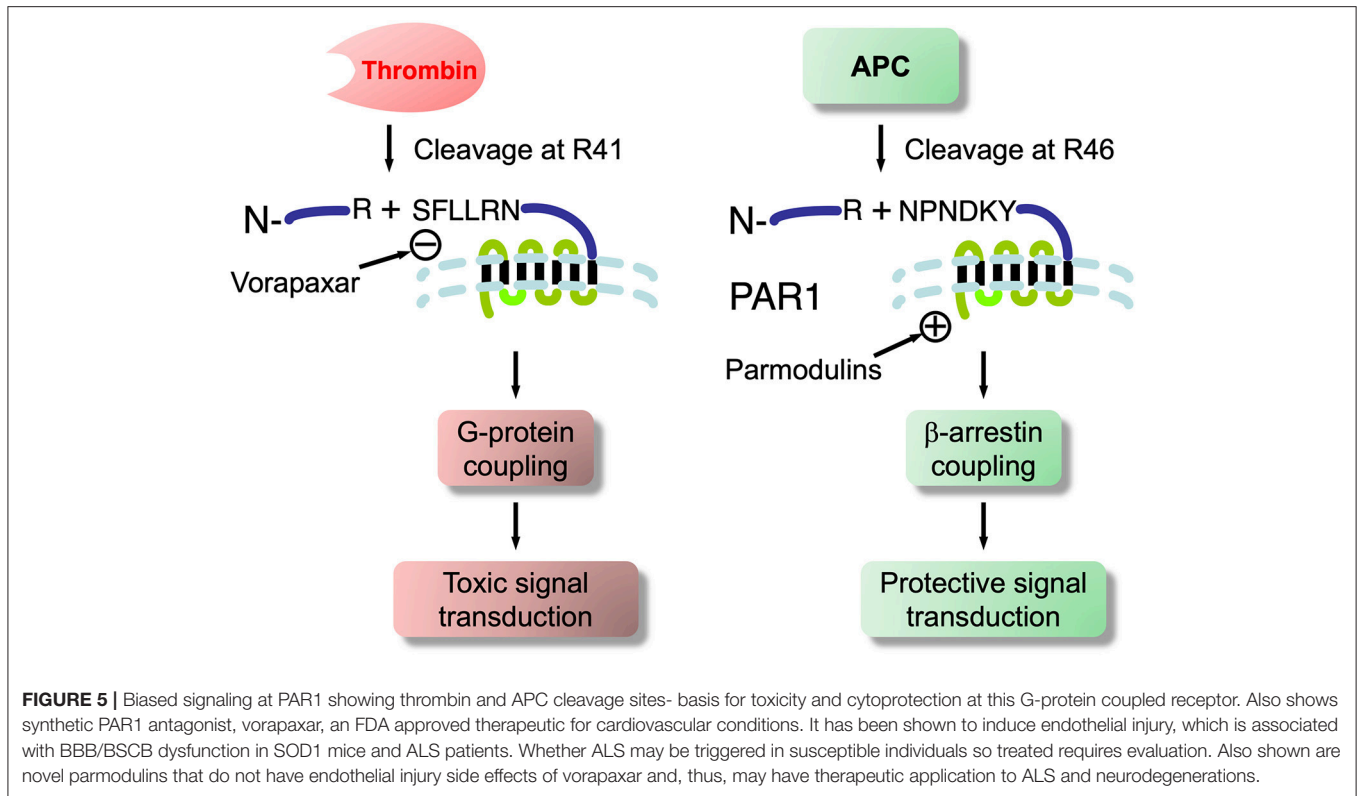 Thrombin
Cleavage at R41
N- R + SFLLRN
−
Vorapaxar
G-protein
coupling
Toxic signal
transduction
APC
Cleavage at R46
N- R + NPNDKY
PAR1
+
Parmodulins
β-arrestin
coupling
Protective signal
transduction
FIGURE 5 | Biased signaling at PAR1 showing thrombin and APC cleavage sites- basis for toxicity and cytoprotection at this G-protein coupled receptor. Also shows
synthetic PAR1 antagonist, vorapaxar, an FDA approved therapeutic for cardiovascular conditions. It has been shown to induce endothelial injury, which is associated
with BBB/BSCB dysfunction in SOD1 mice and ALS patients. Whether ALS may be triggered in susceptible individuals so treated requires evaluation. Also shown are
novel parmodulins that do not have endothelial injury side effects of vorapaxar and, thus, may have therapeutic application to ALS and neurodegenerations.